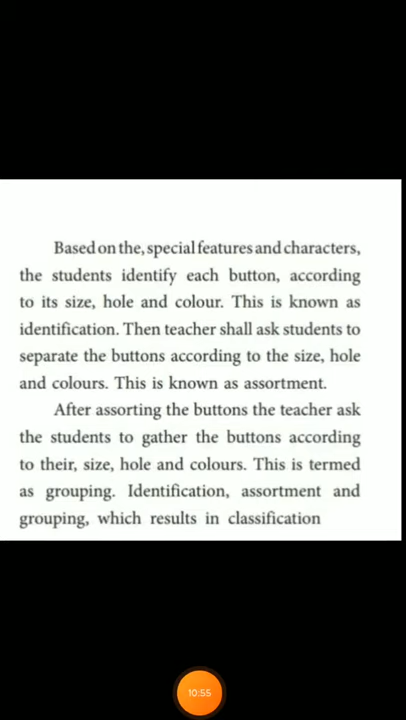 Based on the, special features and characters,
the students identify each button, according
to its size, hole and colour. This is known as
identification. Then teacher shall ask students to
separate the buttons according to the size, hole
and colours. This is known as assortment.
After assorting the buttons the teacher ask
the students to gather the buttons according
to their, size, hole and colours. This is termed
as grouping. Identification, assortment and
grouping, which results in classification
10:55